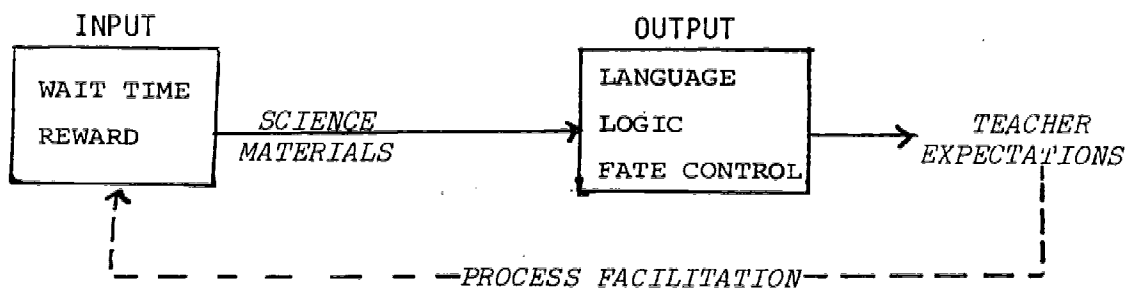 INPUT
WAIT TIME
REWARD
SCIENCE
MATERIALS
OUTPUT
LANGUAGE
LOGIC
FATE CONTROL
TEACHER
EXPECTATIONS
PROCESS FACILITATION